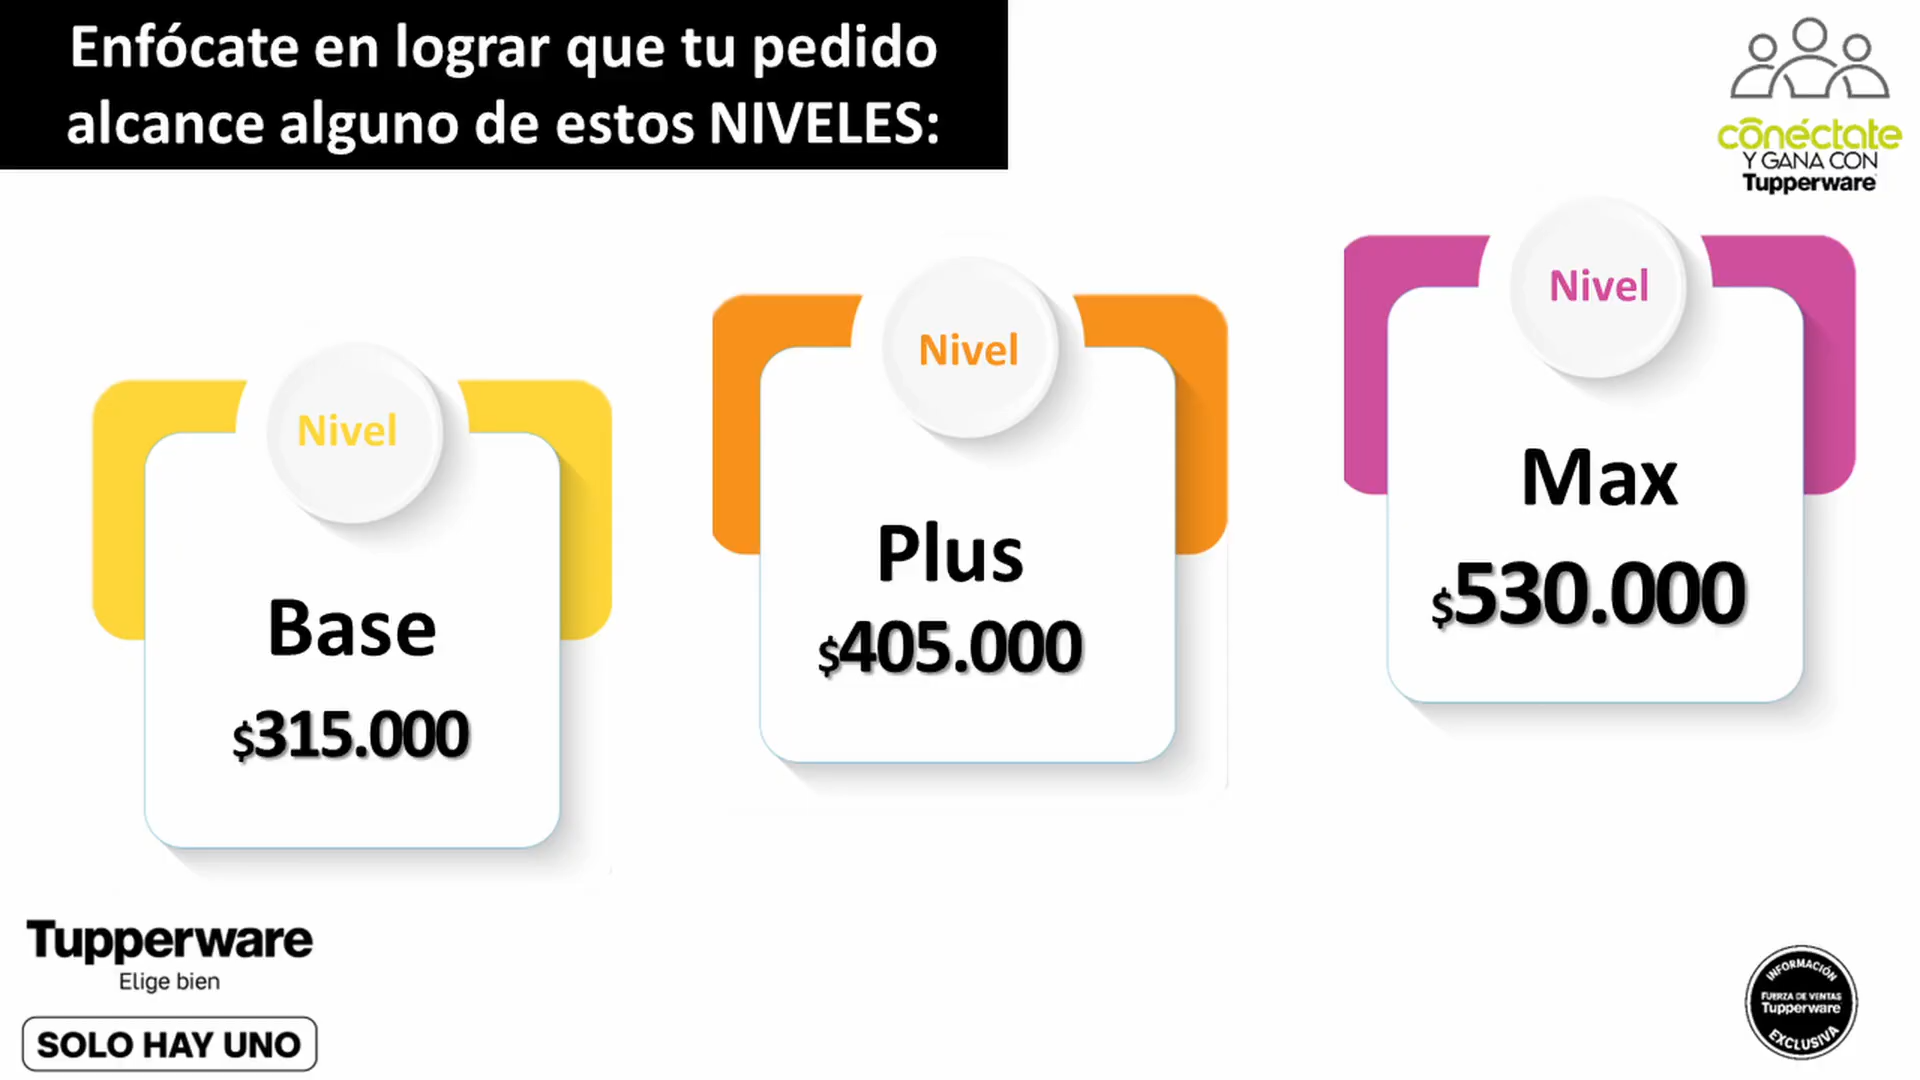 Enfócate en lograr que tu pedido
alcance alguno de estos NIVELES:
conéctate
Y GANA CON
Tupperware
Nivel
Base
$315.000
Nivel
Plus
$405.000
Nivel
Max
$530.000
Tupperware
Elige bien
SOLO HAY UNO
INFORMACIÓN
FUERZA DE VENTAS
Tupperware
EXCLUSIVA